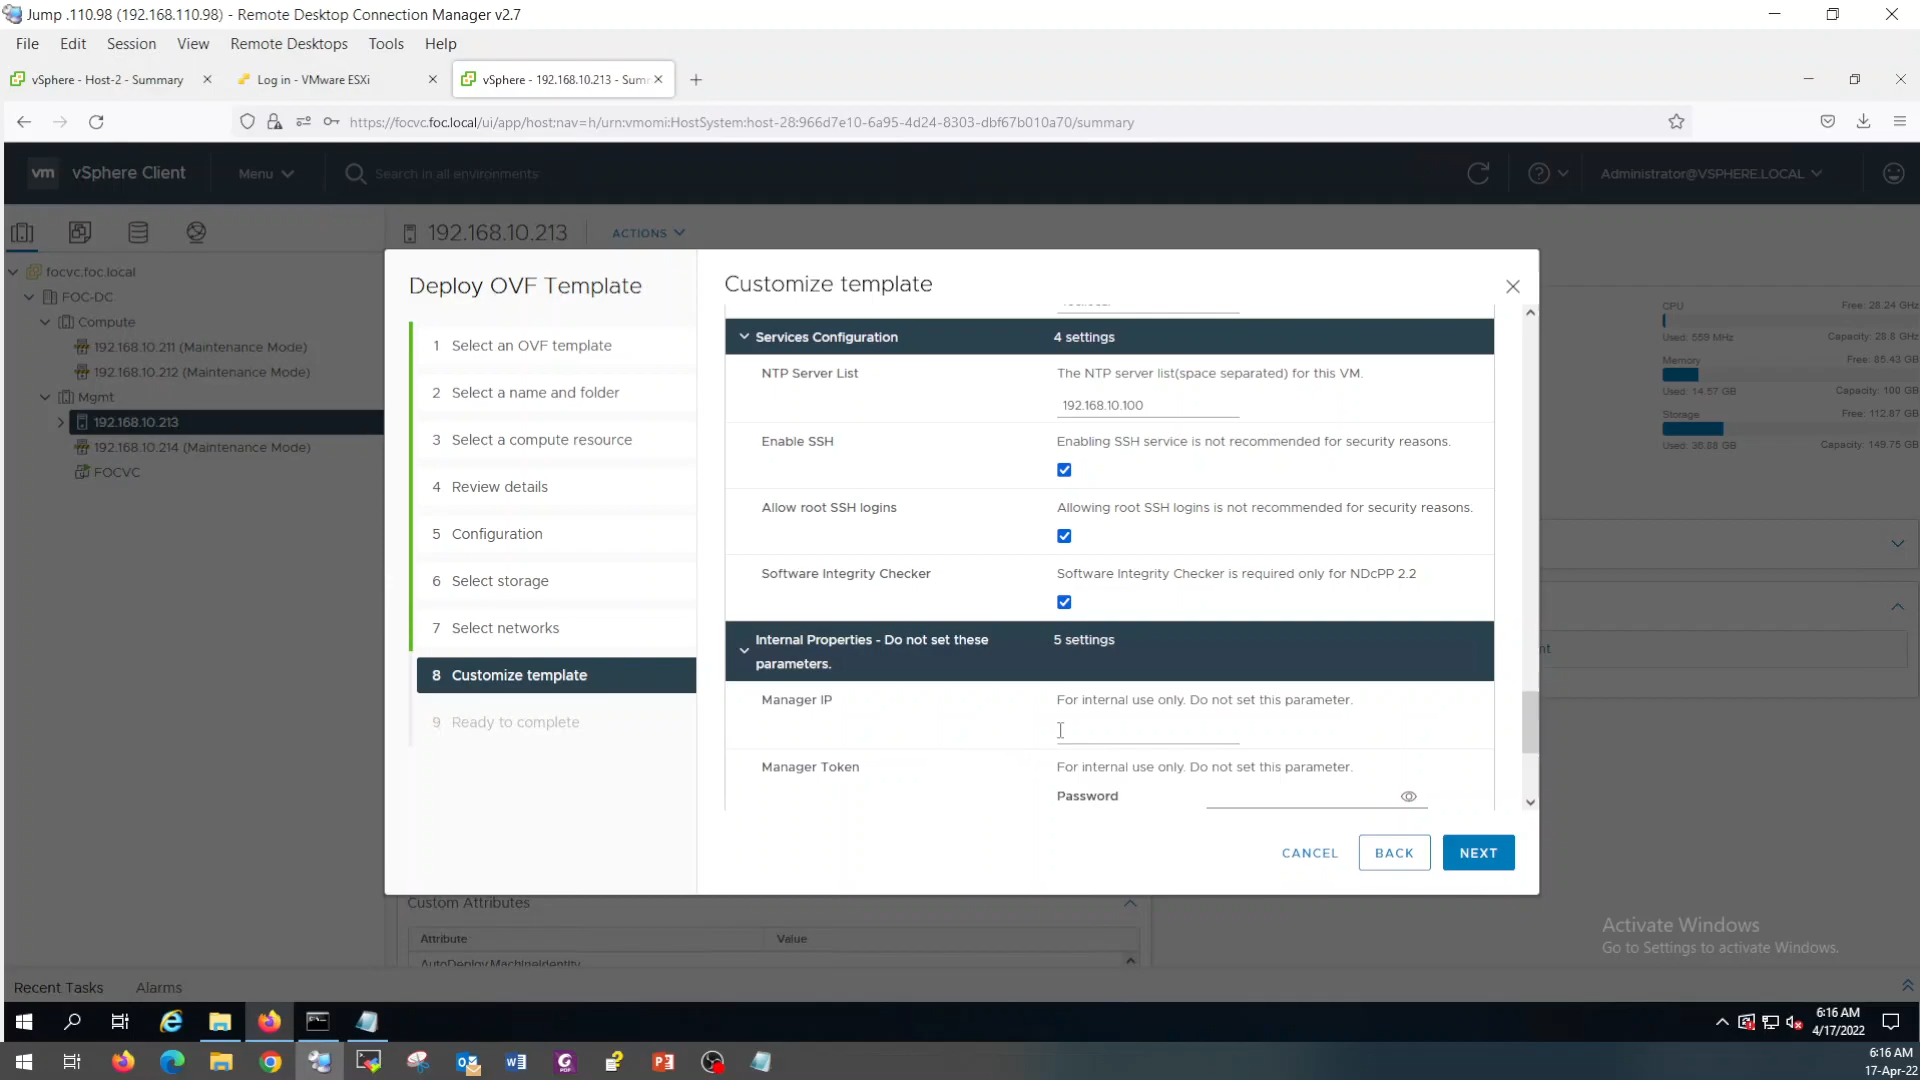 Jump .110.98 (192.168.110.98) - Remote Desktop Connection Manager v2.7
File Edit Session View Remote Desktops Tools Help
vSphere - Host-2 - Summary
Log in - VMware ESXi
vSphere - 192.168.10.213 - Sum
https://focvc.foc.local/ui/app/host:nav=h/urn:vmomi:HostSystem:host-28:966d7e10-6a95-4d24-8303-dbf67b010a70/summary
vm vSphere Client
Menu
Search in all environments
Administrator@VSPHERE.LOCAL
192.168.10.213
ACTIONS
focvc.foc.local
FOC-DC
Compute
192.168.10.211 (Maintenance Mode)
192.168.10.212 (Maintenance Mode)
Mgmt
192.168.10.213
192.168.10.214 (Maintenance Mode)
FOCVC
Deploy OVF Template
1 Select an OVF template
2 Select a name and folder
3 Select a compute resource
4 Review details
5 Configuration
6 Select storage
7 Select networks
8 Customize template
9 Ready to complete
Customize template
Services Configuration 4 settings
NTP Server List The NTP server list(space separated) for this VM.
192.168.10.100
Enable SSH Enabling SSH service is not recommended for security reasons.
Allow root SSH logins Allowing root SSH logins is not recommended for security reasons.
Software Integrity Checker Software Integrity Checker is required only for NDcPP 2.2
Internal Properties - Do not set these parameters. 5 settings
Manager IP For internal use only. Do not set this parameter.
Manager Token For internal use only. Do not set this parameter.
Password
CANCEL BACK NEXT
CPU Free: 28.24 GHz
Used: 559 MHz Capacity: 28.8 GHz
Memory Free: 85.43 GB
Used: 14.57 GB Capacity: 100 GB
Storage Free: 112.87 GB
Used: 36.88 GB Capacity: 149.75 GB
nt
Custom Attributes
Attribute Value
AutoDeploy.MachineIdentity
Activate Windows
Go to Settings to activate Windows.
Recent Tasks Alarms
6:16 AM
4/17/2022
6:16 AM
17-Apr-22